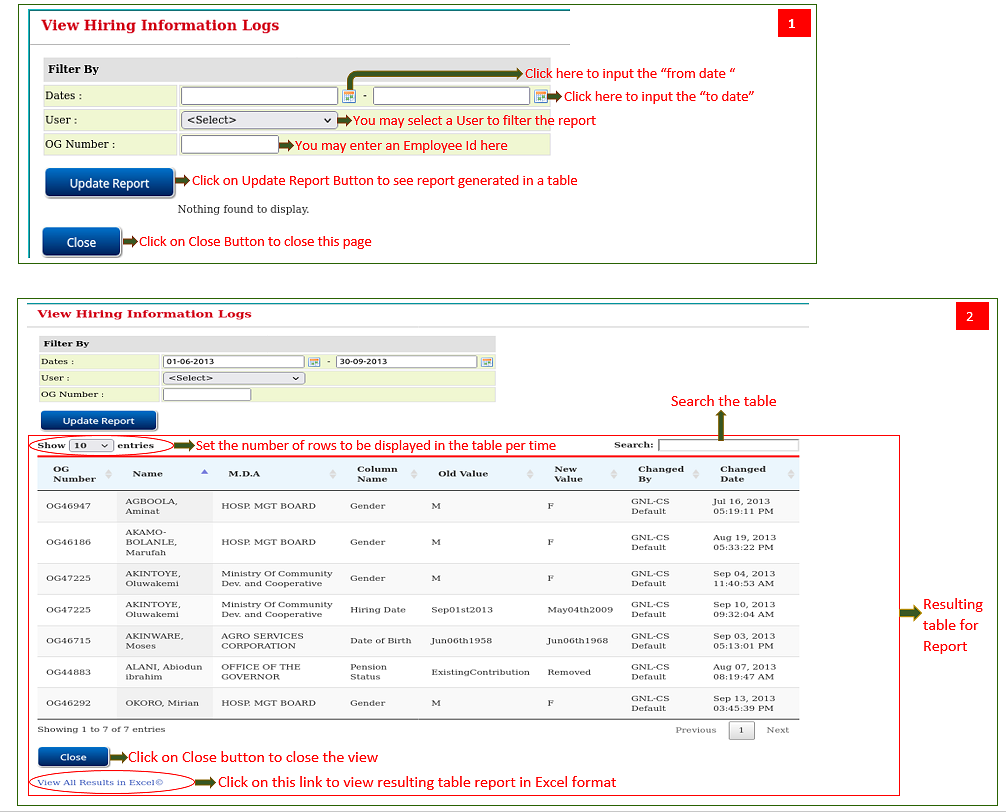 View Hiring Information Logs
1
Filter By
Click here to input the “from date “
Dates : - Click here to input the “to date”
User : <Select> You may select a User to filter the report
OG Number : You may enter an Employee Id here
Update Report Click on Update Report Button to see report generated in a table
Nothing found to display.
Close Click on Close Button to close this page
View Hiring Information Logs
2
Filter By
Dates : 01-06-2013 - 30-09-2013
User : <Select>
OG Number :
Search the table
Update Report
Show 10 entries Set the number of rows to be displayed in the table per time Search:
OG Number Name M.D.A Column Name Old Value New Value Changed By Changed Date
OG46947 AGBOOLA, Aminat HOSP. MGT BOARD Gender M F GNL-CS Default Jul 16, 2013 05:19:11 PM
OG46186 AKAMO-BOLANLE, Marufah HOSP. MGT BOARD Gender M F GNL-CS Default Aug 19, 2013 05:33:22 PM
OG47225 AKINTOYE, Oluwakemi Ministry Of Community Dev. and Cooperative Gender M F GNL-CS Default Sep 04, 2013 11:40:53 AM
OG47225 AKINTOYE, Oluwakemi Ministry Of Community Dev. and Cooperative Hiring Date Sep01st2013 May04th2009 GNL-CS Default Sep 10, 2013 09:32:04 AM
OG46715 AKINWARE, Moses AGRO SERVICES CORPORATION Date of Birth Jun06th1958 Jun06th1968 GNL-CS Default Sep 03, 2013 05:13:01 PM
OG44883 ALANI, Abiodun ibrahim OFFICE OF THE GOVERNOR Pension Status ExistingContribution Removed GNL-CS Default Aug 07, 2013 08:19:47 AM
OG46292 OKORO, Mirian HOSP. MGT BOARD Gender M F GNL-CS Default Sep 13, 2013 03:45:39 PM
Resulting
table for
Report
Showing 1 to 7 of 7 entries Previous 1 Next
Close Click on Close button to close the view
View All Results in Excel© Click on this link to view resulting table report in Excel format